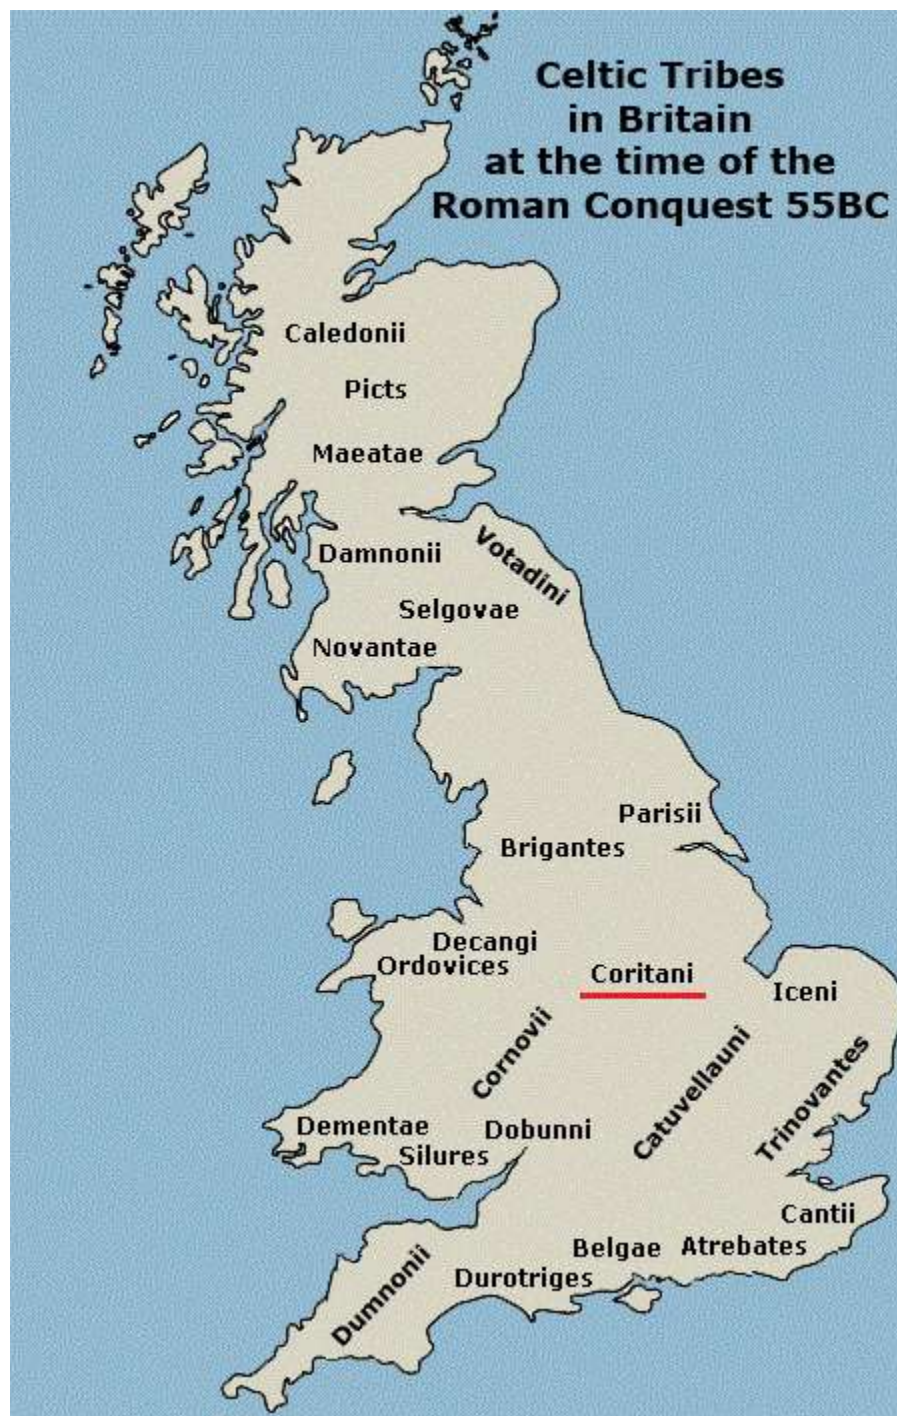 Celtic Tribes
in Britain
at the time of the
Roman Conquest 55BC
Caledonii
Picts
Maeatae
Votadini
Damnonii
Selgovae
Novantae
Parisii
Brigantes
Decangi
Ordovices
Coritani
Iceni
Cornovii
Catuvellauni
Trinovantes
Dementae
Dobunni
Silures
Cantii
Belgae
Atrebates
Durotriges
Dumnonii